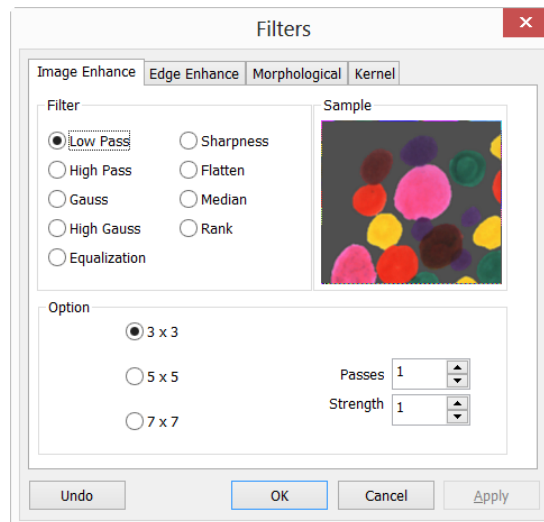 Filters
Image Enhance Edge Enhance Morphological Kernel
Filter
Sample
Low Pass Sharpness
High Pass Flatten
Gauss Median
High Gauss Rank
Equalization
Option
3 x 3
5 x 5
7 x 7
Passes 1
Strength 1
Undo OK Cancel Apply